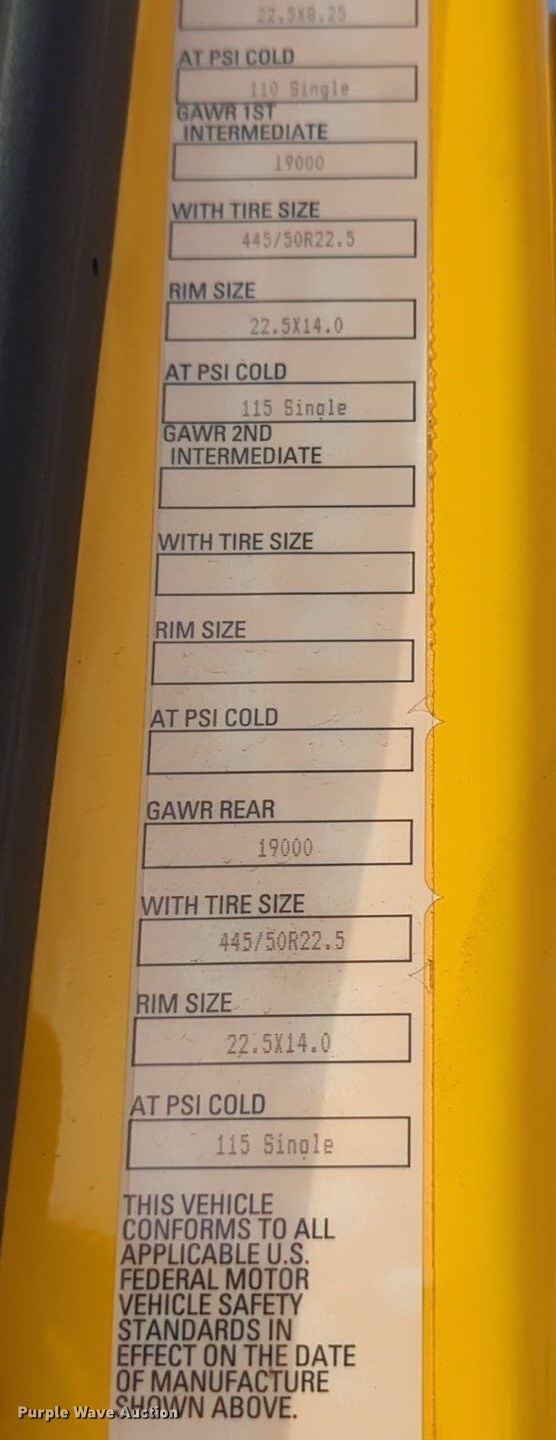 22.5X8.25
AT PSI COLD
110 Single
GAWR 1ST
INTERMEDIATE
19000
WITH TIRE SIZE
445/50R22.5
RIM SIZE
22.5X14.0
AT PSI COLD
115 Single
GAWR 2ND
INTERMEDIATE
WITH TIRE SIZE
RIM SIZE
AT PSI COLD
GAWR REAR
19000
WITH TIRE SIZE
445/50R22.5
RIM SIZE
22.5X14.0
AT PSI COLD
115 Single
THIS VEHICLE
CONFORMS TO ALL
APPLICABLE U.S.
FEDERAL MOTOR
VEHICLE SAFETY
STANDARDS IN
EFFECT ON THE DATE
OF MANUFACTURE
SHOWN ABOVE.
Purple Wave Auction